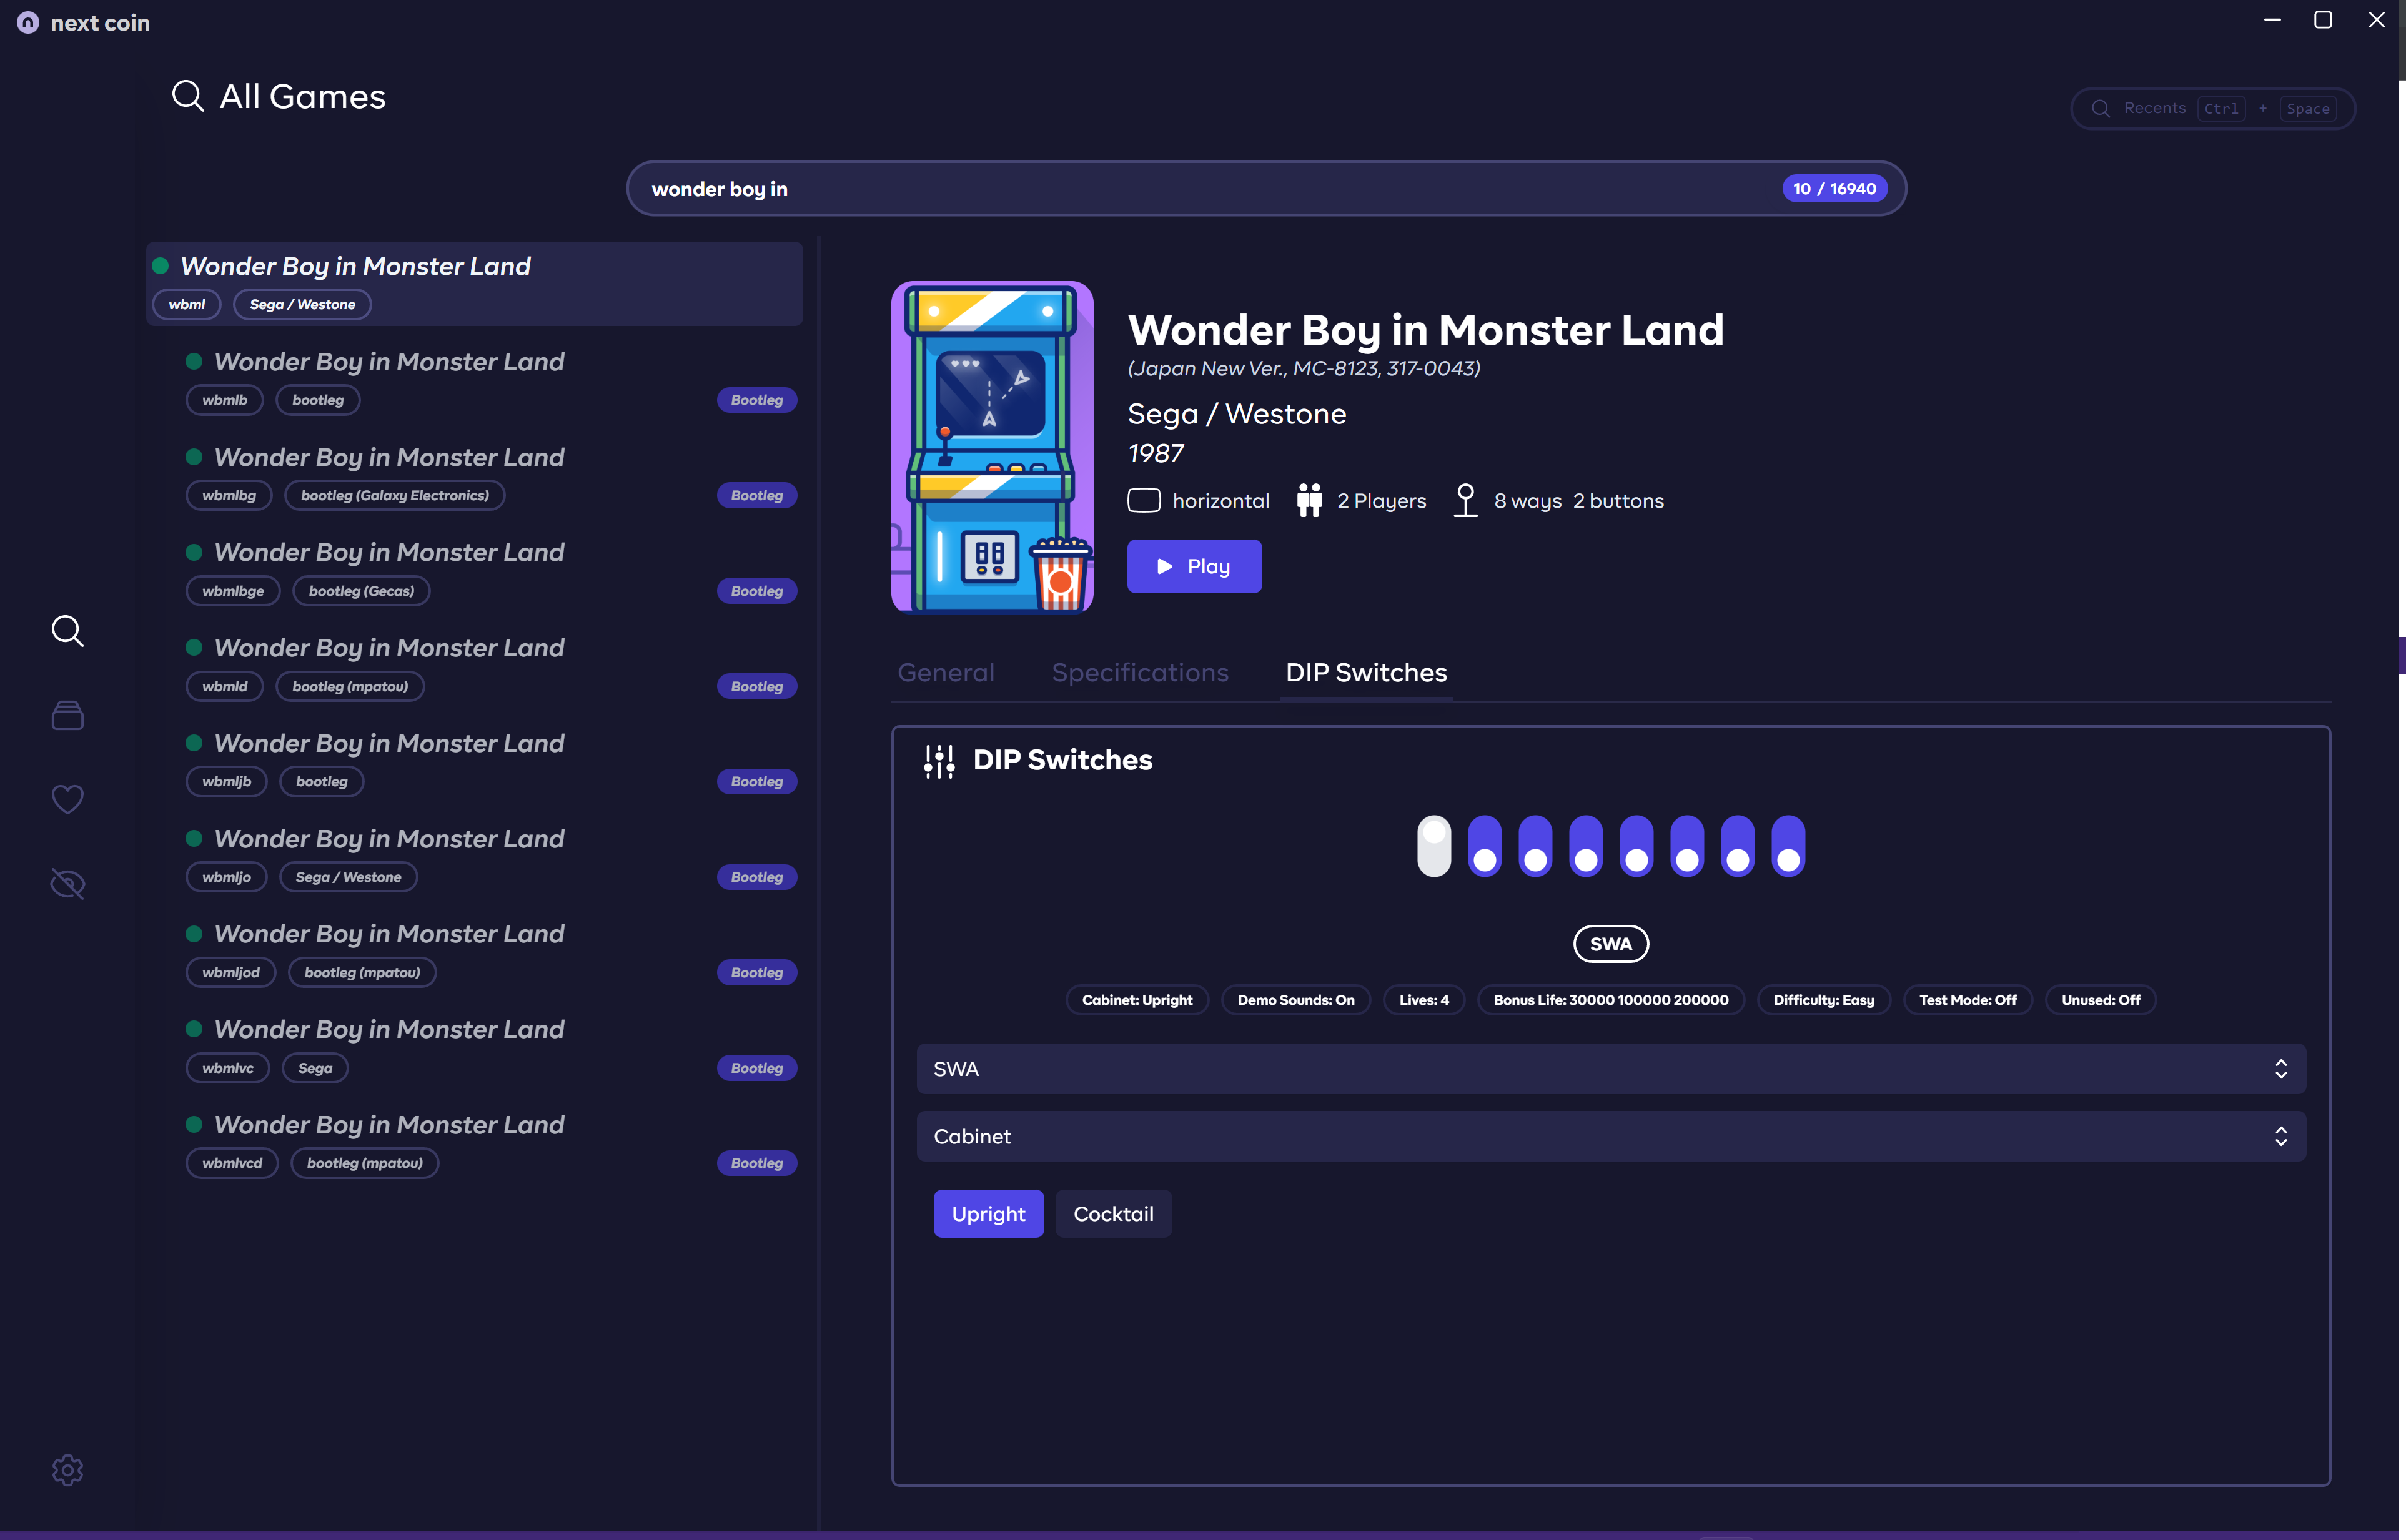 next coin
All Games
Recents Ctrl + Space
wonder boy in
10 / 16940
Wonder Boy in Monster Land
wbml Sega / Westone
Wonder Boy in Monster Land
wbmlb bootleg Bootleg
Wonder Boy in Monster Land
wbmlbg bootleg (Galaxy Electronics) Bootleg
Wonder Boy in Monster Land
wbmlbge bootleg (Gecas) Bootleg
Wonder Boy in Monster Land
wbmld bootleg (mpatou) Bootleg
Wonder Boy in Monster Land
wbmljb bootleg Bootleg
Wonder Boy in Monster Land
wbmljo Sega / Westone Bootleg
Wonder Boy in Monster Land
wbmljod bootleg (mpatou) Bootleg
Wonder Boy in Monster Land
wbmlvc Sega Bootleg
Wonder Boy in Monster Land
wbmlvcd bootleg (mpatou) Bootleg
Wonder Boy in Monster Land
(Japan New Ver., MC-8123, 317-0043)
Sega / Westone
1987
horizontal 2 Players 8 ways 2 buttons
Play
General Specifications DIP Switches
DIP Switches
SWA
Cabinet: Upright Demo Sounds: On Lives: 4 Bonus Life: 30000 100000 200000 Difficulty: Easy Test Mode: Off Unused: Off
SWA
Cabinet
Upright Cocktail